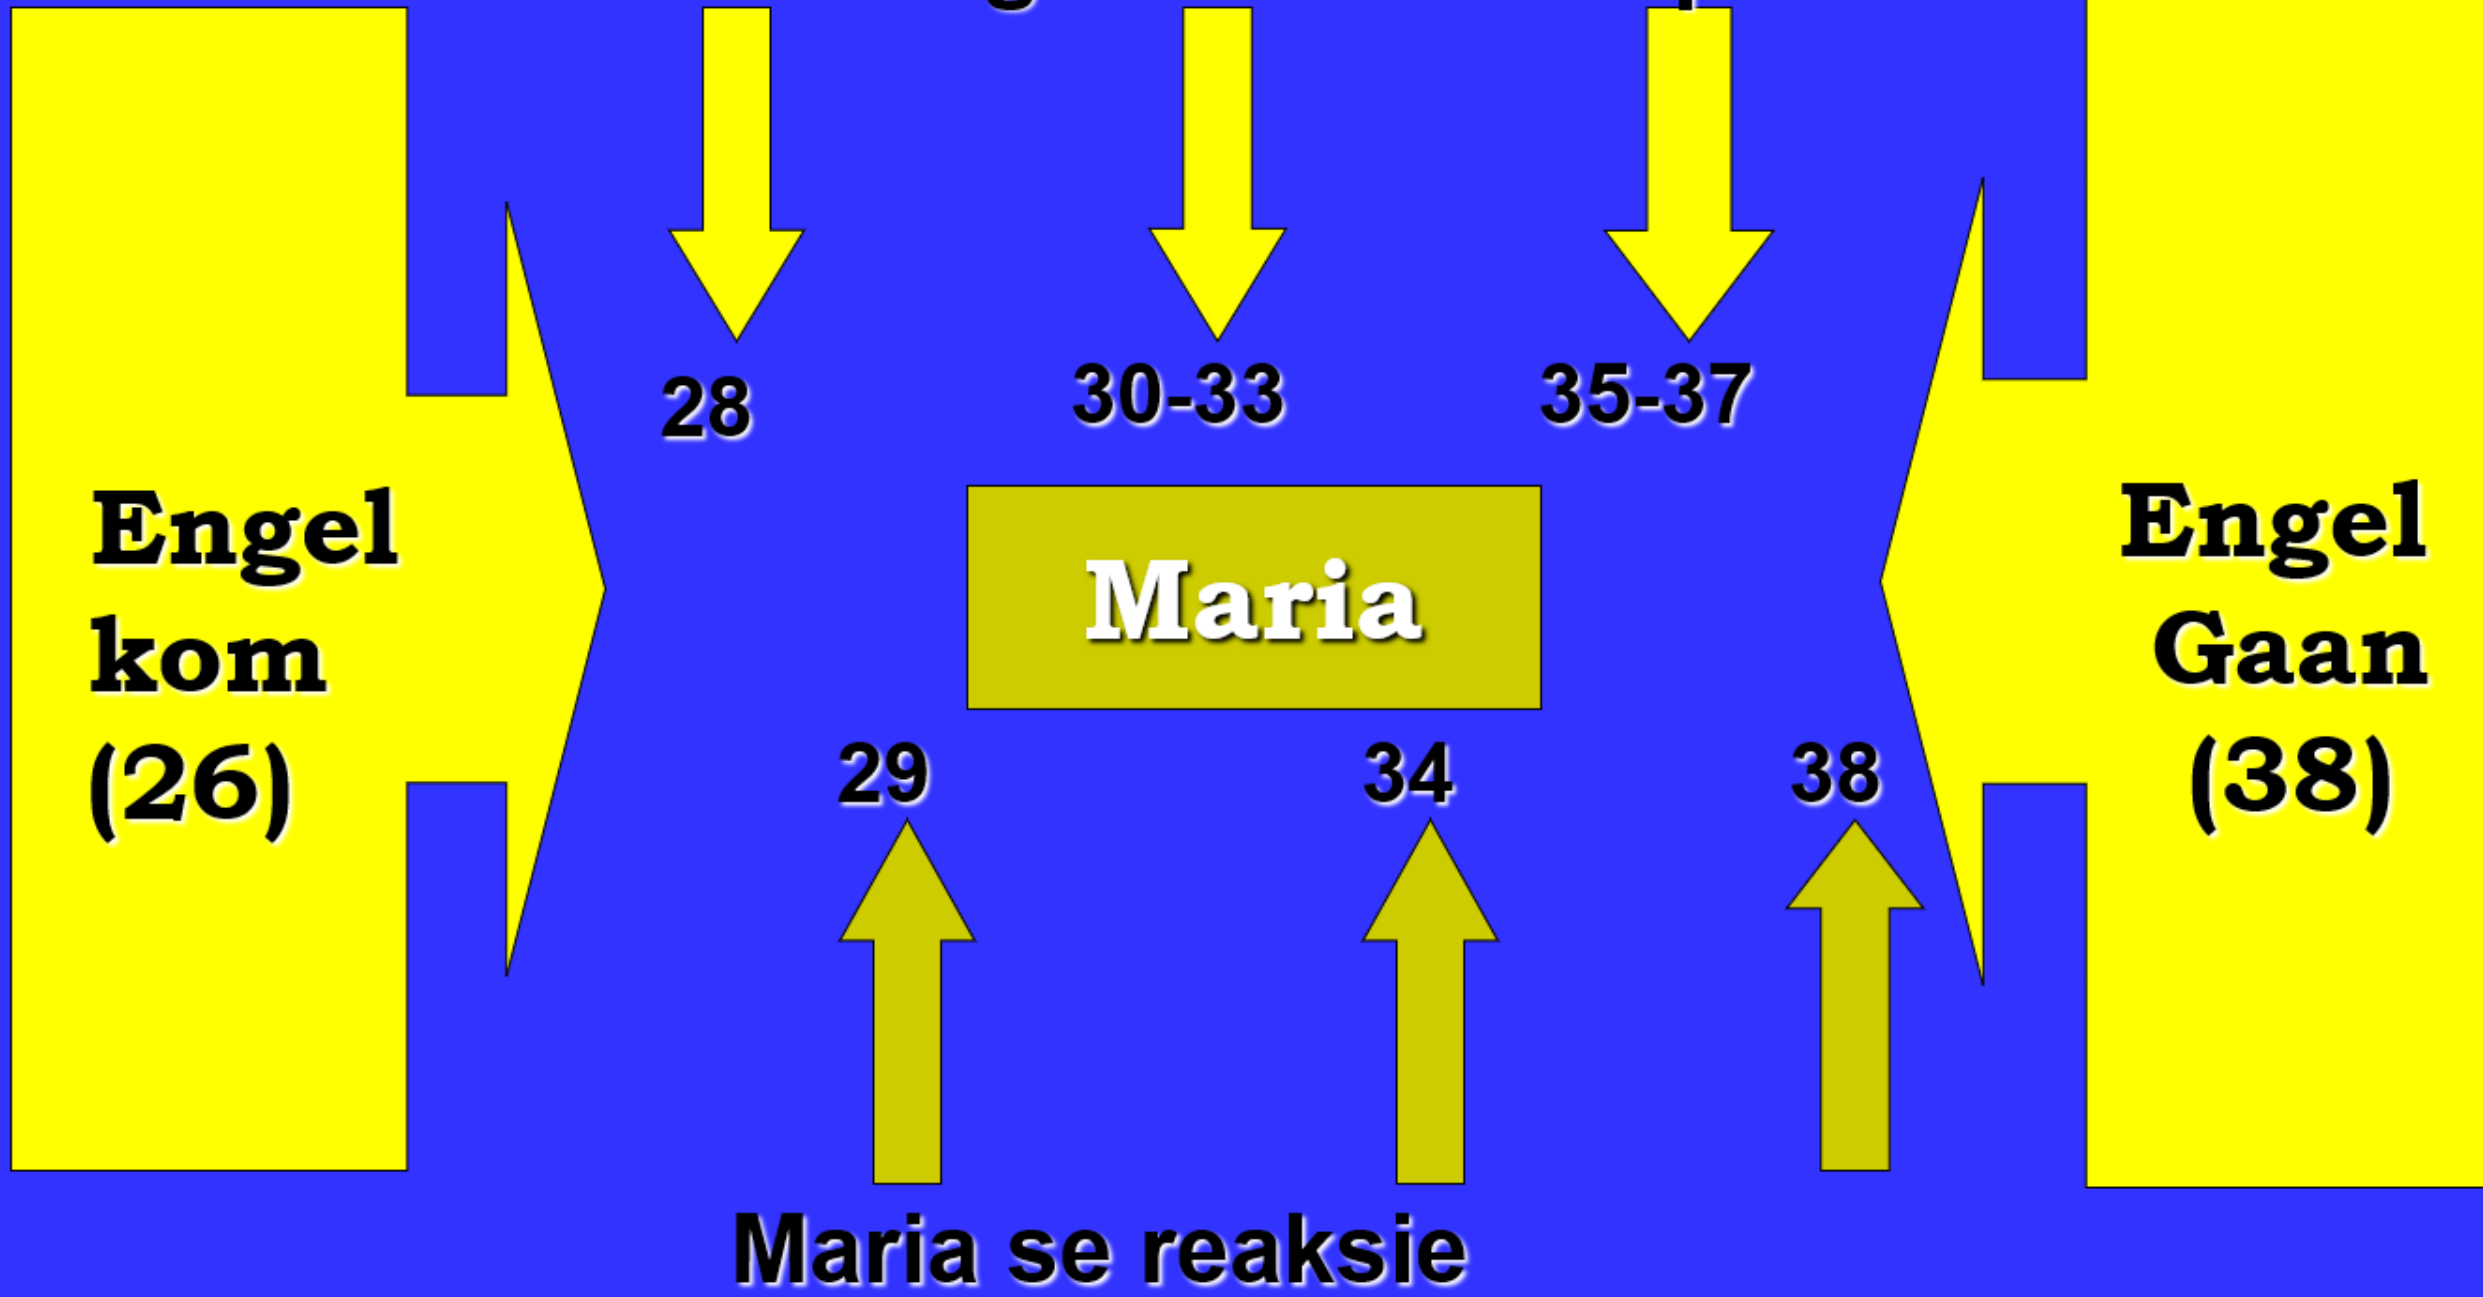 28
30-33
35-37
Engel
kom
(26)
Maria
Engel
Gaan
(38)
29
34
38
Maria se reaksie